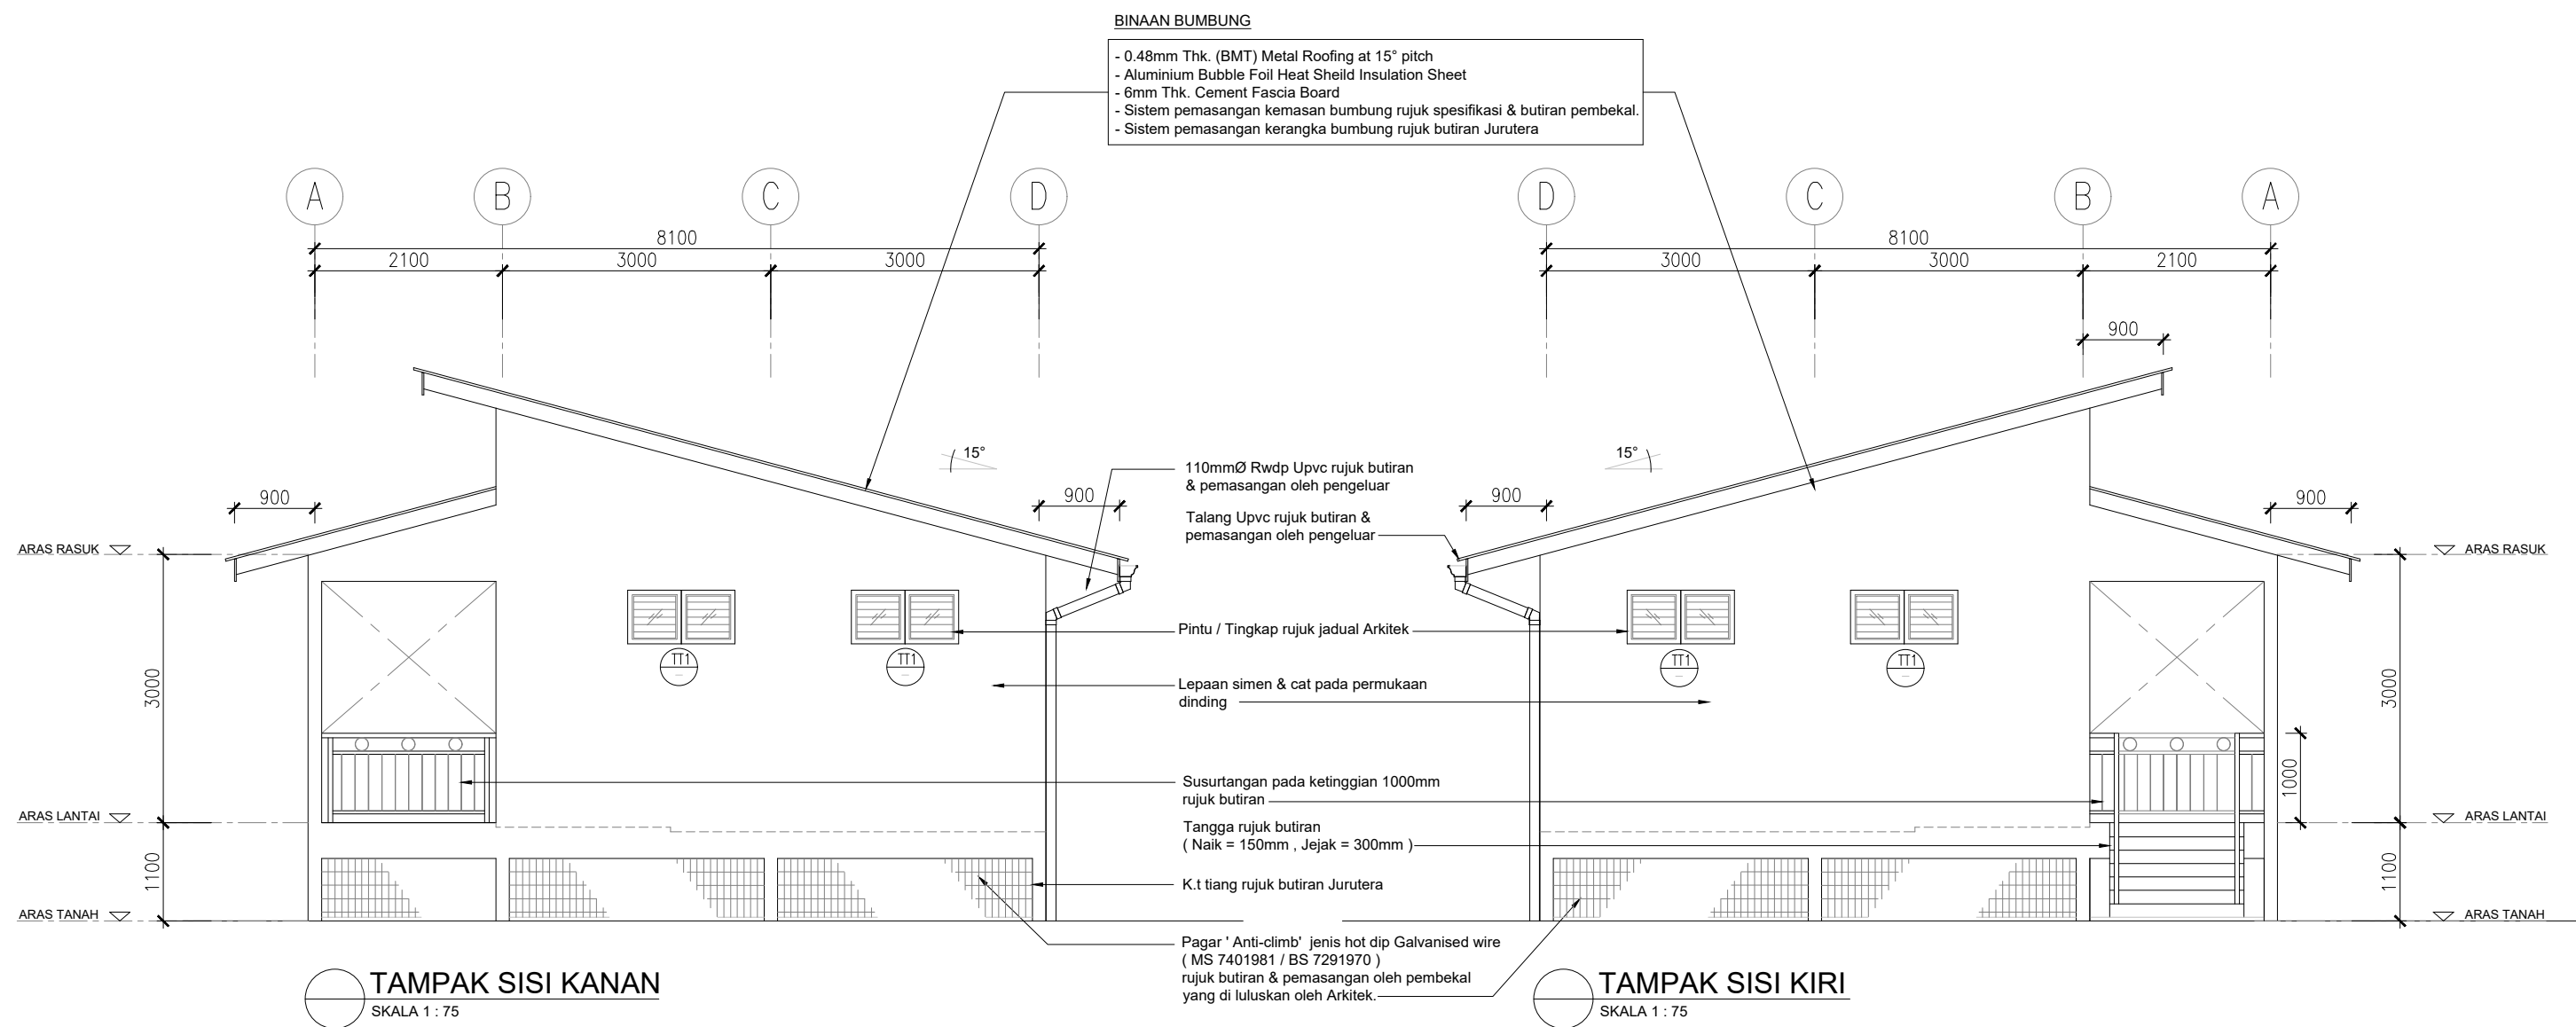 BINAAN BUMBUNG
- 0.48mm Thk. (BMT) Metal Roofing at 15° pitch
- Aluminium Bubble Foil Heat Sheild Insulation Sheet
- 6mm Thk. Cement Fascia Board
- Sistem pemasangan kemasan bumbung rujuk spesifikasi & butiran pembekal.
- Sistem pemasangan kerangka bumbung rujuk butiran Jurutera
A B C D
8100
2100 3000 3000
900
15°
900
ARAS RASUK
3000
ARAS LANTAI
1100
ARAS TANAH
TT1
TT1
TAMPAK SISI KANAN
SKALA 1 : 75
110mmØ Rwdp Upvc rujuk butiran
& pemasangan oleh pengeluar
Talang Upvc rujuk butiran &
pemasangan oleh pengeluar
Pintu / Tingkap rujuk jadual Arkitek
Lepaan simen & cat pada permukaan
dinding
Susurtangan pada ketinggian 1000mm
rujuk butiran
Tangga rujuk butiran
( Naik = 150mm , Jejak = 300mm )
K.t tiang rujuk butiran Jurutera
Pagar ' Anti-climb' jenis hot dip Galvanised wire
( MS 7401981 / BS 7291970 )
rujuk butiran & pemasangan oleh pembekal
yang di luluskan oleh Arkitek.
D C B A
8100
3000 3000 2100
900
15°
900
900
ARAS RASUK
3000
1000
ARAS LANTAI
1100
ARAS TANAH
TT1
TT1
TAMPAK SISI KIRI
SKALA 1 : 75